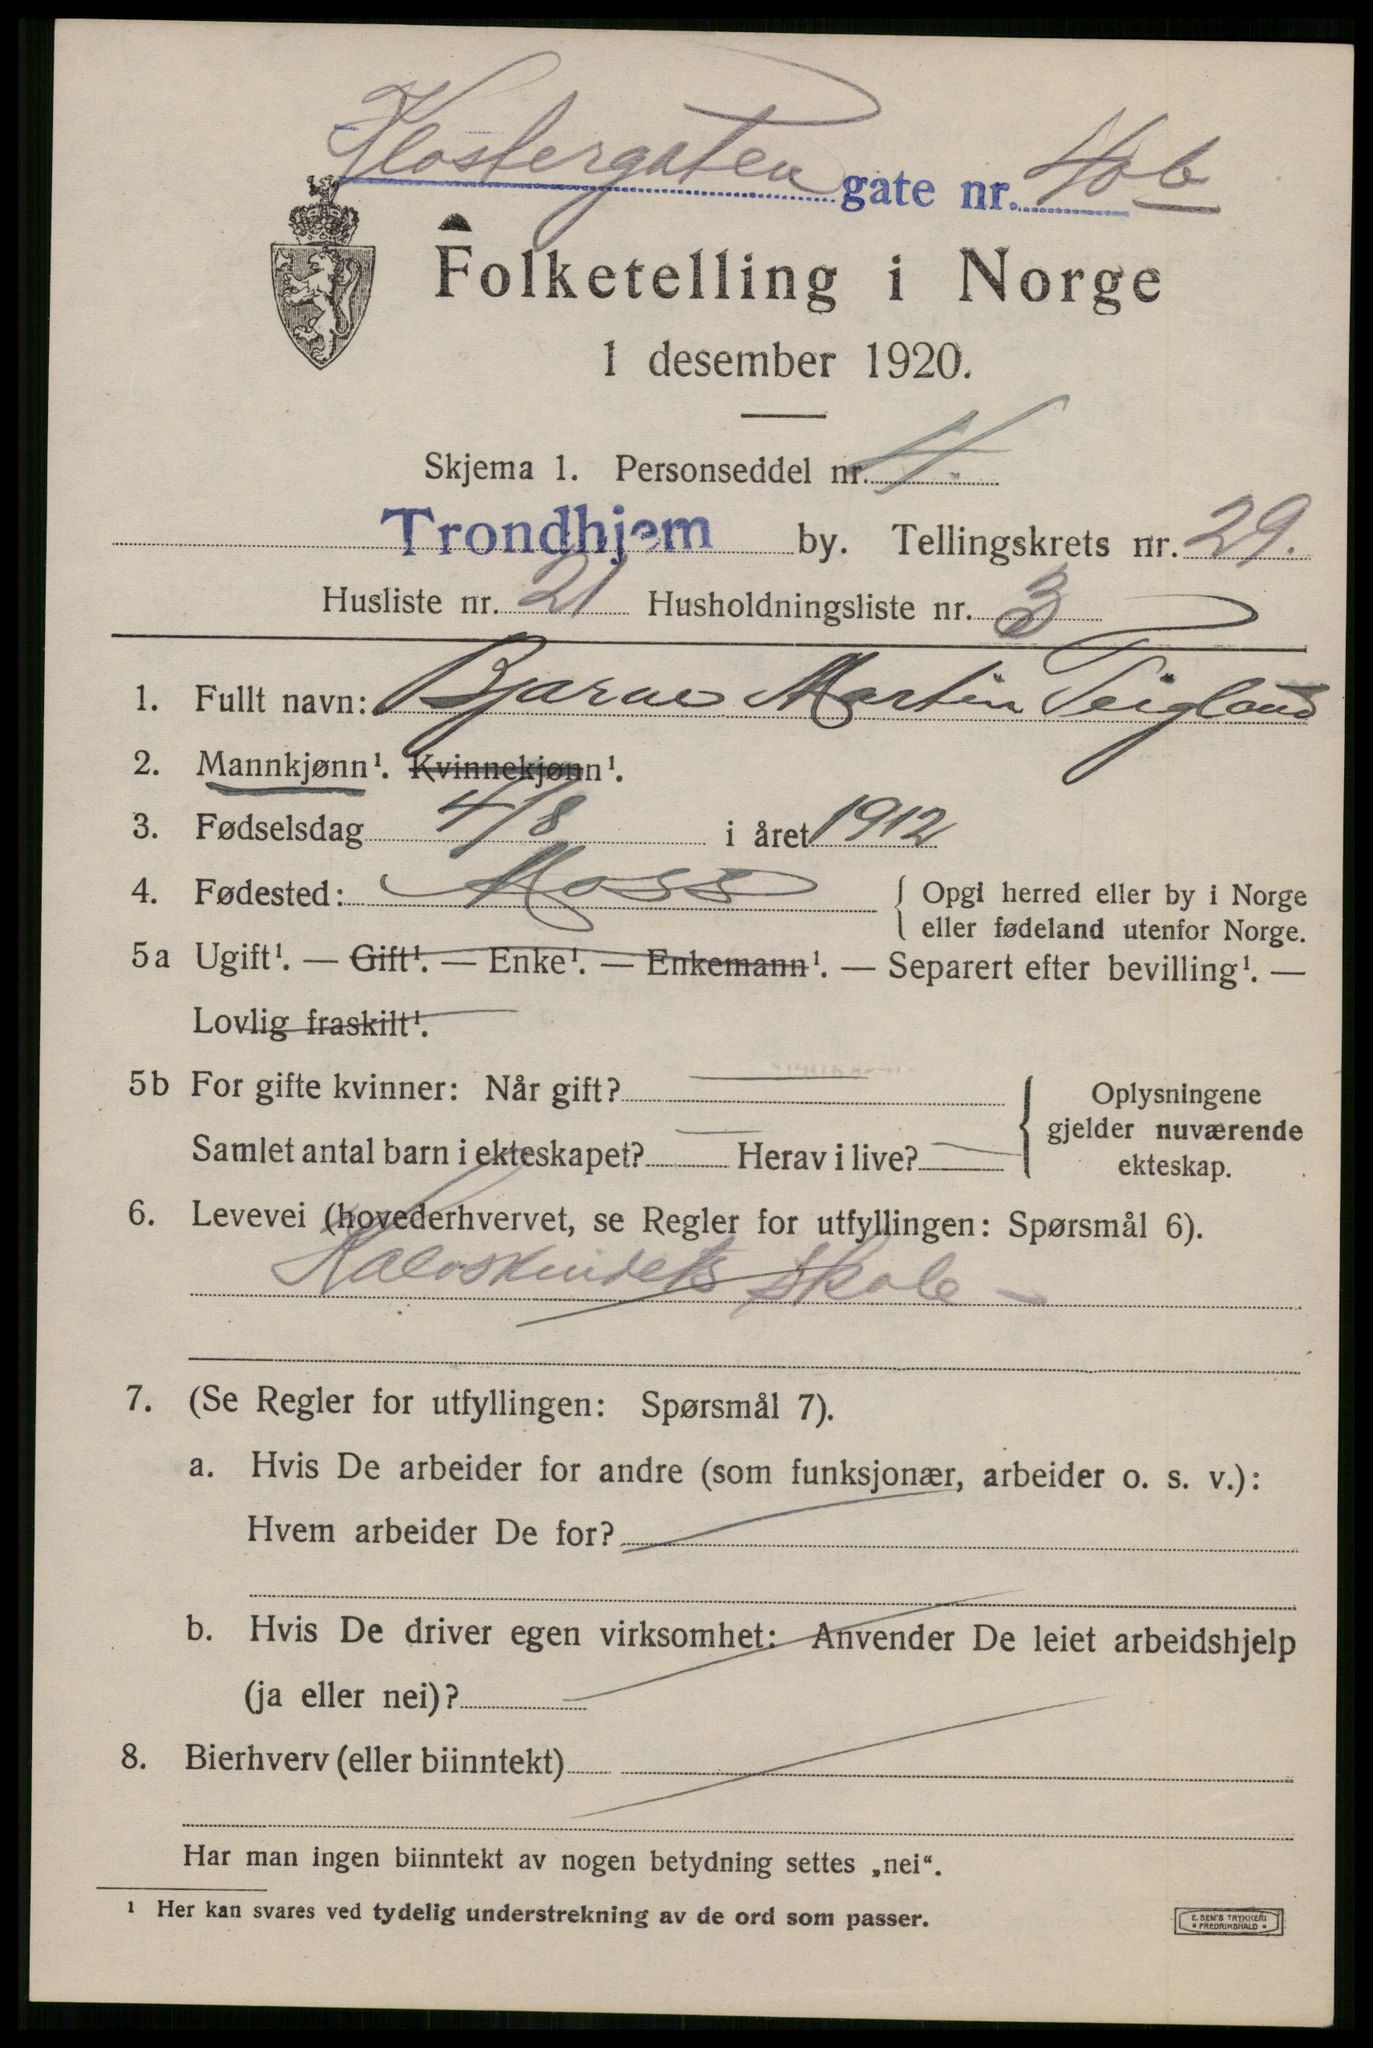 Klostergaten gate nr. 40b
Folketelling i Norge
1 desember 1920.
Skjema 1. Personseddel nr. 4.
Trondhjem by. Tellingskrets nr. 29.
Husliste nr. 21 Husholdningsliste nr. 3
1. Fullt navn: Bjarne Martin Teigland
2. Mannkjønn¹. Kvinnekjønn¹.
3. Fødselsdag 4/8 i året 1912
4. Fødested: Moss { Opgi herred eller by i Norge
eller fødeland utenfor Norge.
5a Ugift¹. — Gift¹. — Enke¹. — Enkemann¹. — Separert efter bevilling¹. —
Lovlig fraskilt¹.
5b For gifte kvinner: Når gift?
Samlet antal barn i ekteskapet? Herav i live?
Oplysningene
gjelder nuværende
ekteskap.
6. Levevei (hovederhvervet, se Regler for utfyllingen: Spørsmål 6).
Kalvskindets skole
7. (Se Regler for utfyllingen: Spørsmål 7).
a. Hvis De arbeider for andre (som funksjonær, arbeider o. s. v.):
Hvem arbeider De for?
b. Hvis De driver egen virksomhet: Anvender De leiet arbeidshjelp
(ja eller nei)?
8. Bierhverv (eller biinntekt)
Har man ingen biinntekt av nogen betydning settes „nei“.
¹ Her kan svares ved tydelig understrekning av de ord som passer.
E. SEM'S TRYKKERI
* FREDRIKSHALD *